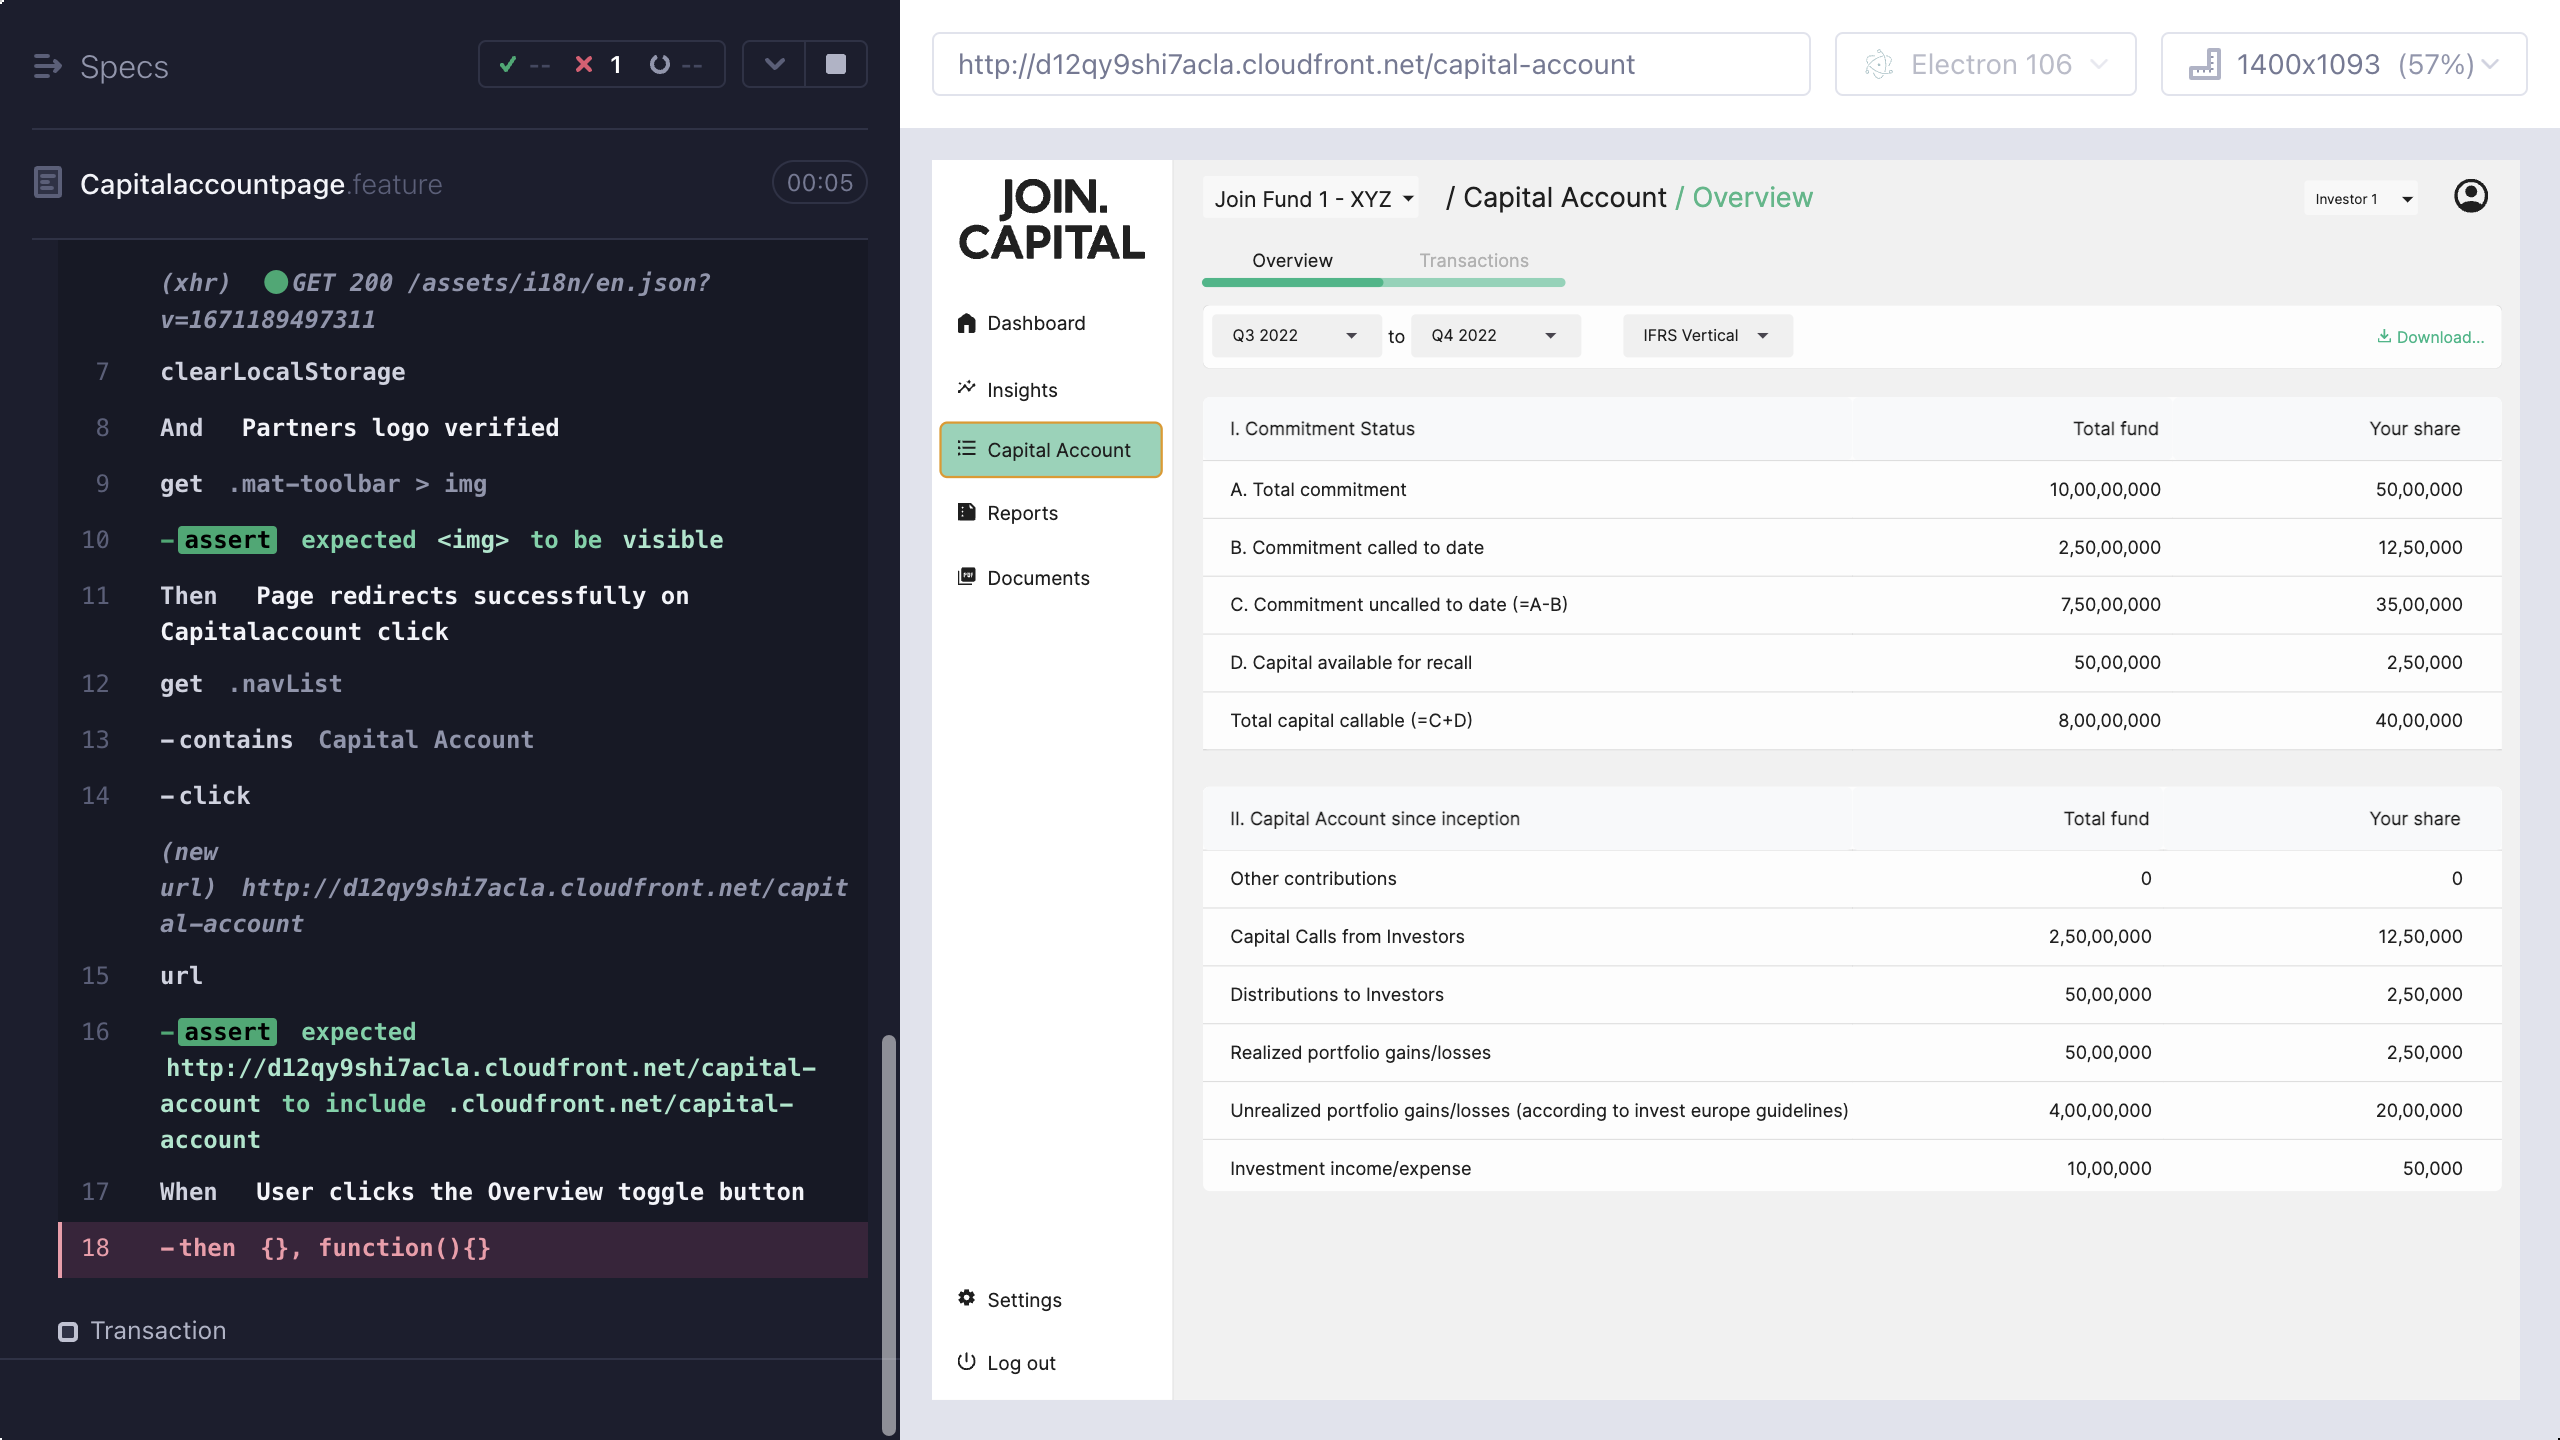 Specs
-- 1 --
Capitalaccountpage.feature 00:05
(xhr) GET 200 /assets/i18n/en.json?
v=1671189497311
7 clearLocalStorage
8 And Partners logo verified
9 get .mat-toolbar > img
10 -assert expected <img> to be visible
11 Then Page redirects successfully on
Capitalaccount click
12 get .navList
13 -contains Capital Account
14 -click
(new
url) http://d12qy9shi7acla.cloudfront.net/capit
al-account
15 url
16 -assert expected
http://d12qy9shi7acla.cloudfront.net/capital-
account to include .cloudfront.net/capital-
account
17 When User clicks the Overview toggle button
18 -then {}, function(){}
Transaction
http://d12qy9shi7acla.cloudfront.net/capital-account
Electron 106
1400x1093 (57%)
JOIN.
CAPITAL
Dashboard
Insights
Capital Account
Reports
PDF
Documents
Settings
Log out
Join Fund 1 - XYZ / Capital Account / Overview
Investor 1
Overview Transactions
Q3 2022 to Q4 2022 IFRS Vertical Download...
I. Commitment Status Total fund Your share
A. Total commitment 10,00,00,000 50,00,000
B. Commitment called to date 2,50,00,000 12,50,000
C. Commitment uncalled to date (=A-B) 7,50,00,000 35,00,000
D. Capital available for recall 50,00,000 2,50,000
Total capital callable (=C+D) 8,00,00,000 40,00,000
II. Capital Account since inception Total fund Your share
Other contributions 0 0
Capital Calls from Investors 2,50,00,000 12,50,000
Distributions to Investors 50,00,000 2,50,000
Realized portfolio gains/losses 50,00,000 2,50,000
Unrealized portfolio gains/losses (according to invest europe guidelines) 4,00,00,000 20,00,000
Investment income/expense 10,00,000 50,000